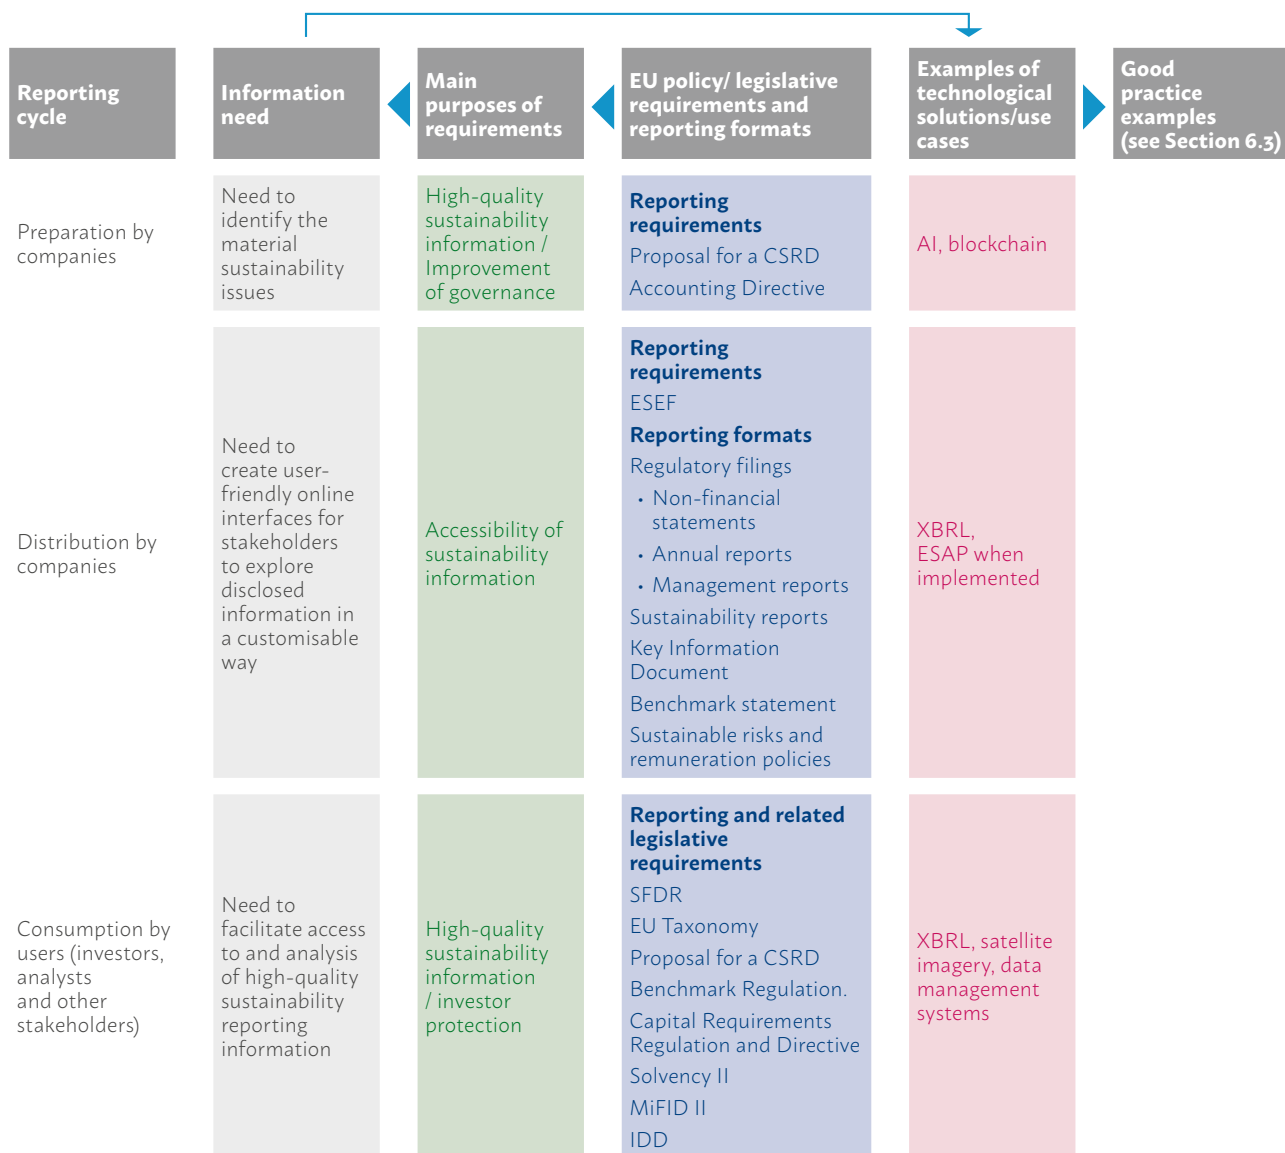 Reporting
cycle
Information
need
Main
purposes of
requirements
EU policy/ legislative
requirements and
reporting formats
Examples of
technological
solutions/use
cases
Good
practice
examples
(see Section 6.3)
Preparation by
companies
Need to
identify the
material
sustainability
issues
High-quality
sustainability
information /
Improvement
of governance
Reporting
requirements
Proposal for a CSRD
Accounting Directive
AI, blockchain
Distribution by
companies
Need to
create user-
friendly online
interfaces for
stakeholders
to explore
disclosed
information in
a customisable
way
Accessibility of
sustainability
information
Reporting
requirements
ESEF
Reporting formats
Regulatory filings
• Non-financial
statements
• Annual reports
• Management reports
Sustainability reports
Key Information
Document
Benchmark statement
Sustainable risks and
remuneration policies
XBRL,
ESAP when
implemented
Consumption by
users (investors,
analysts
and other
stakeholders)
Need to
facilitate access
to and analysis
of high-quality
sustainability
reporting
information
High-quality
sustainability
information
/ investor
protection
Reporting and related
legislative
requirements
SFDR
EU Taxonomy
Proposal for a CSRD
Benchmark Regulation.
Capital Requirements
Regulation and Directive
Solvency II
MiFID II
IDD
XBRL, satellite
imagery, data
management
systems